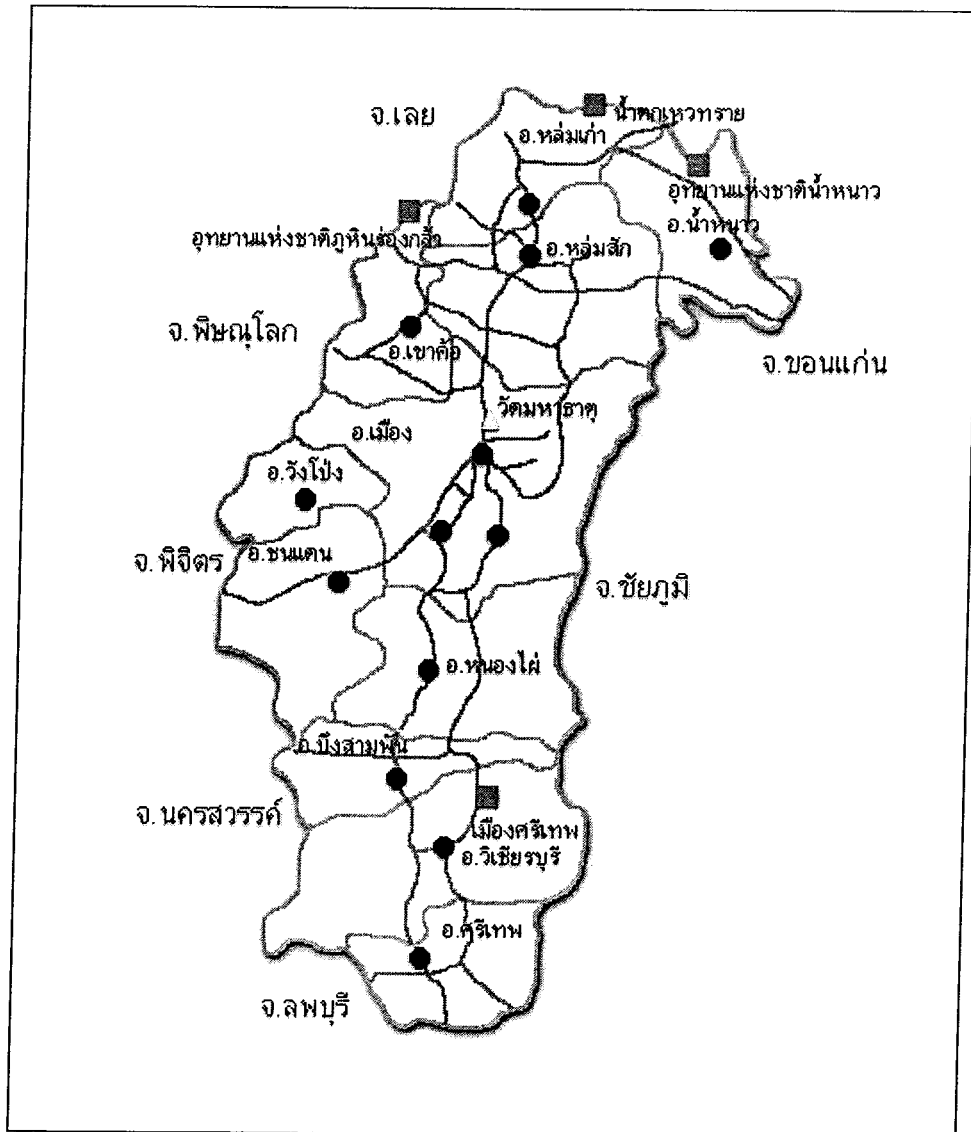 จ.เลย
น้ำตกเหวทราย
อ.หล่มเก่า
อุทยานแห่งชาติน้ำหนาว
อ.น้ำหนาว
อุทยานแห่งชาติภูหินร่องกล้า
อ.หล่มสัก
จ.พิษณุโลก
อ.เขาค้อ
จ.ขอนแก่น
วัดมหาธาตุ
อ.เมือง
อ.วังโป่ง
จ.พิจิตร
อ.ชนแดน
จ.ชัยภูมิ
อ.หนองไผ่
อ.บึงสามพัน
จ.นครสวรรค์
เมืองศรีเทพ
อ.วิเชียรบุรี
อ.ศรีเทพ
จ.ลพบุรี